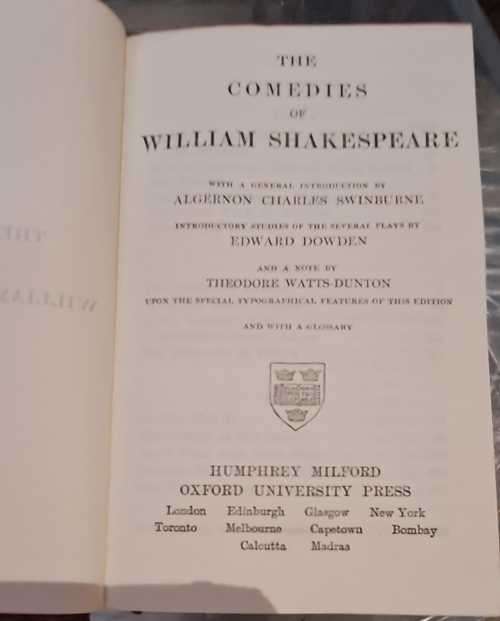 THE
COMEDIES
OF
WILLIAM SHAKESPEARE
WITH A GENERAL INTRODUCTION BY
ALGERNON CHARLES SWINBURNE
INTRODUCTORY STUDIES OF THE SEVERAL PLAYS BY
EDWARD DOWDEN
AND A NOTE BY
THEODORE WATTS-DUNTON
UPON THE SPECIAL TYPOGRAPHICAL FEATURES OF THIS EDITION
AND WITH A GLOSSARY
HUMPHREY MILFORD
OXFORD UNIVERSITY PRESS
London Edinburgh Glasgow New York
Toronto Melbourne Capetown Bombay
Calcutta Madras